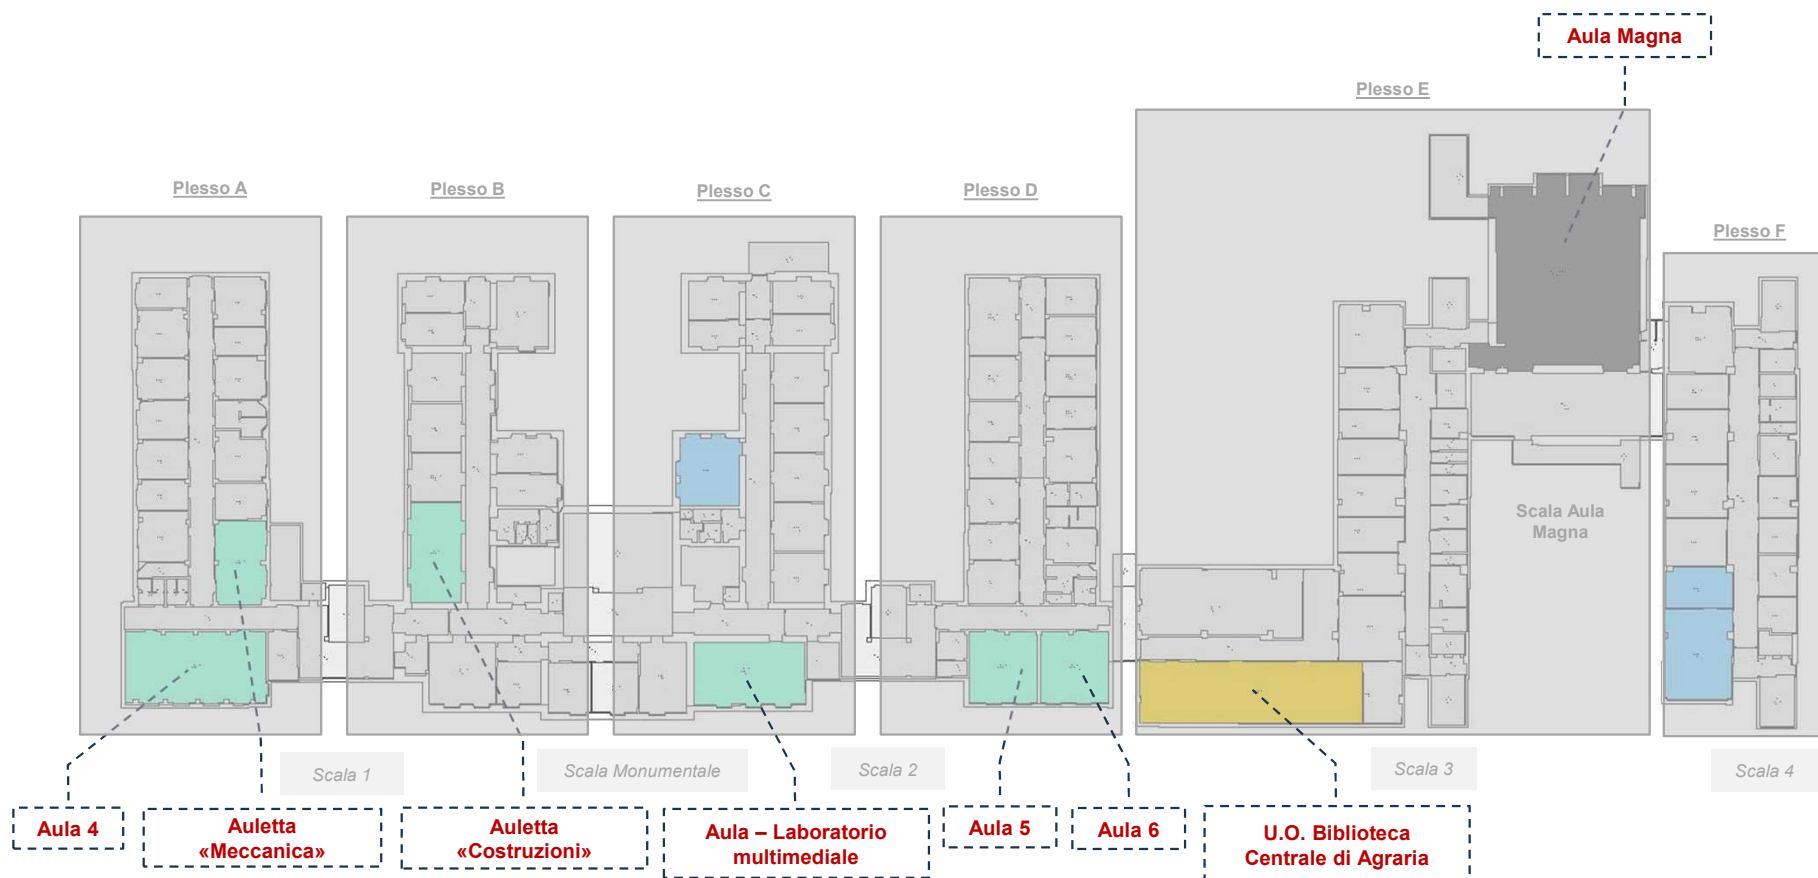 Aula Magna
Plesso E
Plesso A
Plesso B
Plesso C
Plesso D
Plesso F
Scala Aula
Magna
Scala 1
Scala Monumentale
Scala 2
Scala 3
Scala 4
Aula 4
Auletta
«Meccanica»
Auletta
«Costruzioni»
Aula – Laboratorio
multimediale
Aula 5
Aula 6
U.O. Biblioteca
Centrale di Agraria